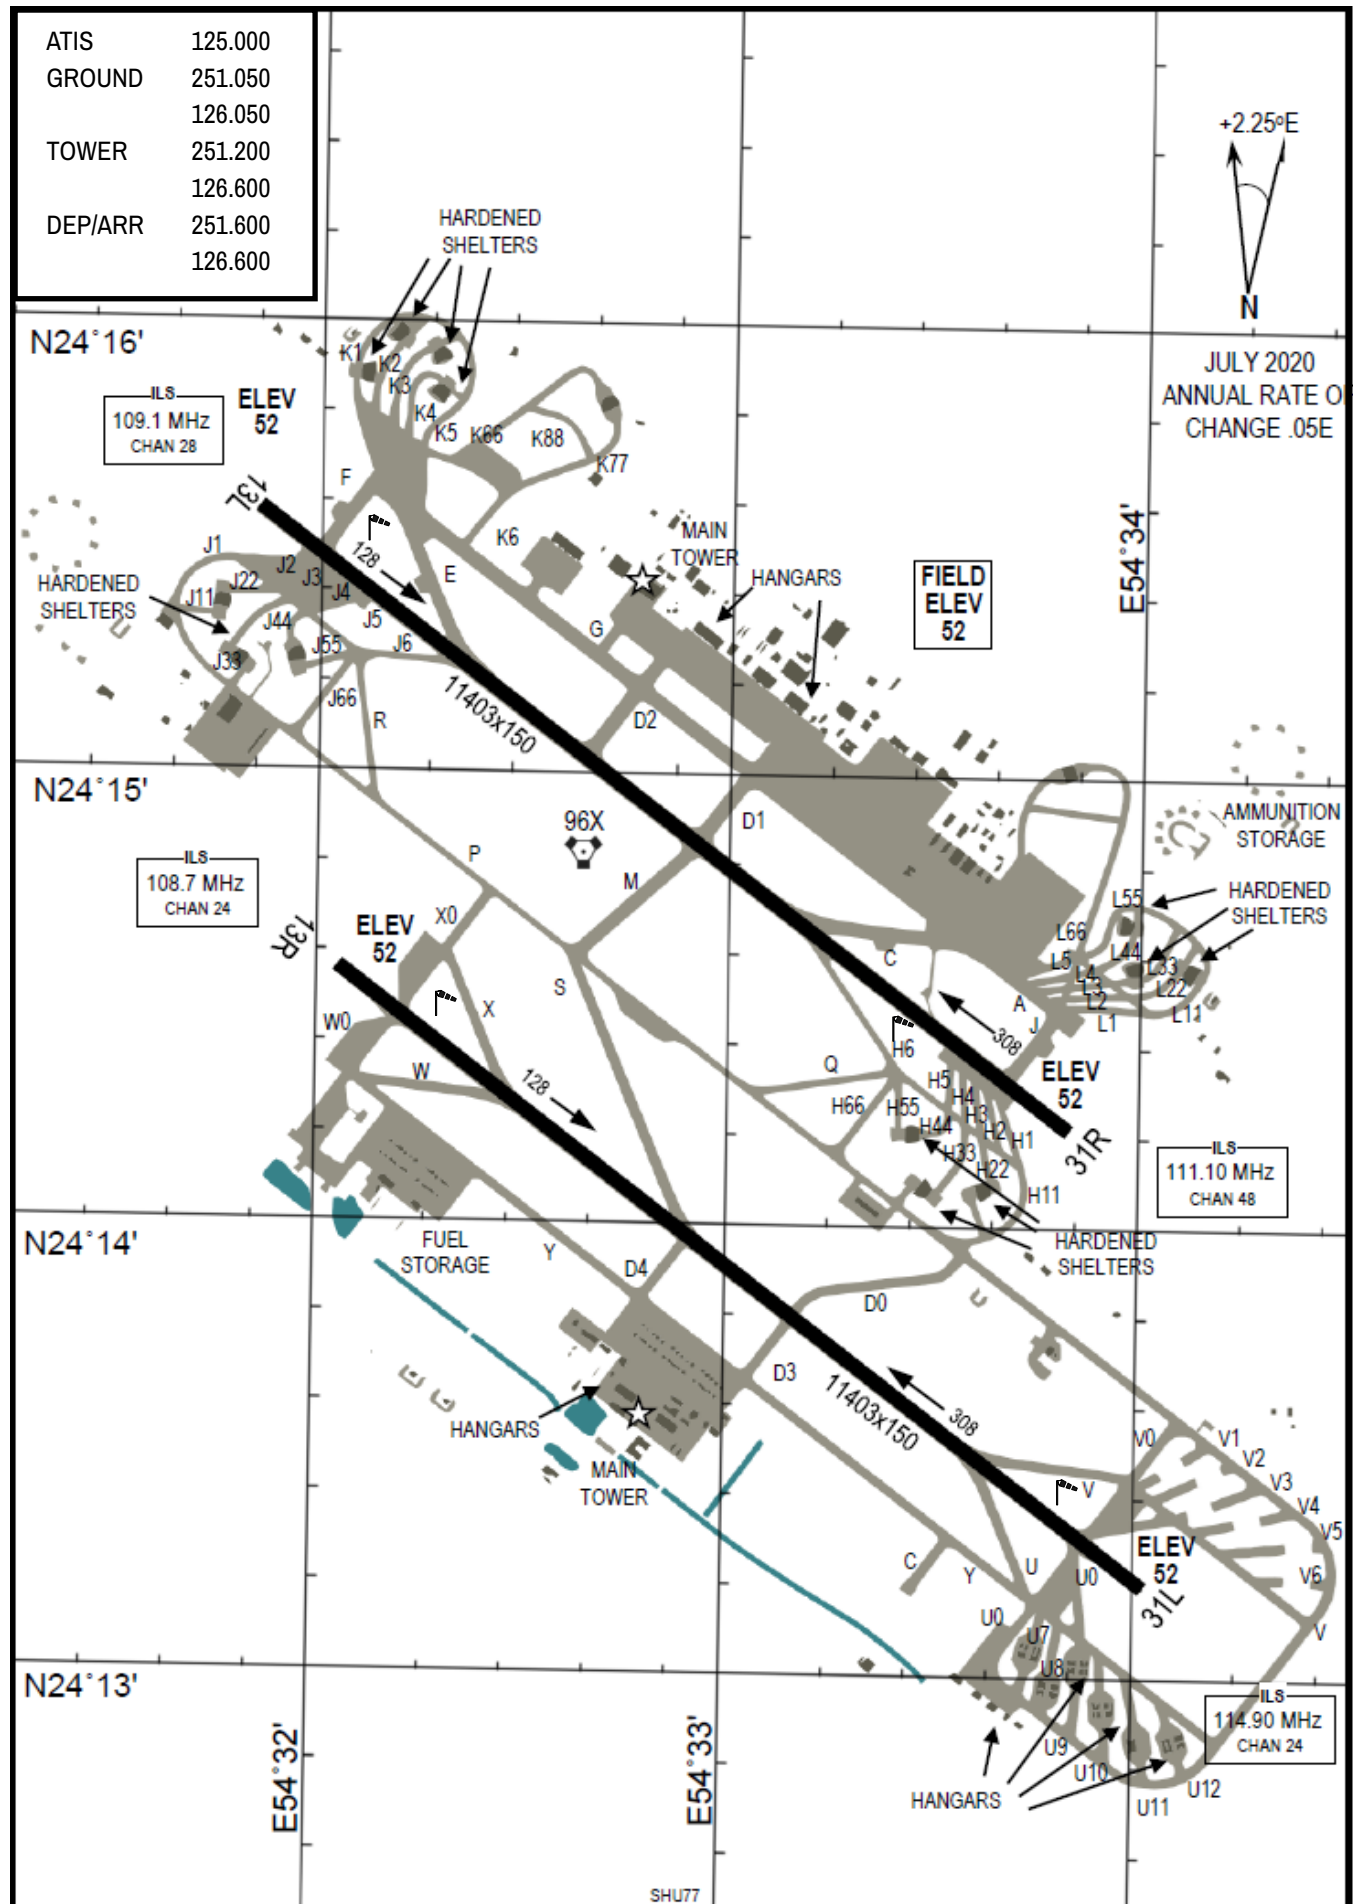 ATIS 125.000
GROUND 251.050
126.050
TOWER 251.200
126.600
DEP/ARR 251.600
126.600
+2.25°E
N
HARDENED
SHELTERS
N24°16'
JULY 2020
ANNUAL RATE O
CHANGE .05E
K1
K2
K3
K4
K5
K66
K88
K77
ILS
109.1 MHz
CHAN 28
ELEV
52
F
13L
K6
MAIN
TOWER
E54°34'
128
J1
J2
J3
J4
J22
J11
J5
J6
J44
J55
J33
J66
E
HARDENED
SHELTERS
HANGARS
FIELD
ELEV
52
G
R
11403x150
D2
N24°15'
96X
D1
AMMUNITION
STORAGE
P
M
ILS
108.7 MHz
CHAN 24
HARDENED
SHELTERS
L55
L66
L44
L5
L4
L33
L3
L22
L2
L11
L1
X0
13R
ELEV
52
C
S
A
J
X
W0
308
H6
W
128
Q
H5
H4
H3
H2
H1
H66
H55
H44
H33
H22
H11
ELEV
52
31R
ILS
111.10 MHz
CHAN 48
N24°14'
FUEL
STORAGE
Y
D4
HARDENED
SHELTERS
D0
D3
11403x150
308
HANGARS
MAIN
TOWER
V0
V1
V2
V3
V4
V5
V6
V
V
ELEV
52
31L
C
Y
U
U0
U0
U7
U8
U9
U10
U11
U12
N24°13'
E54°32'
E54°33'
HANGARS
ILS
114.90 MHz
CHAN 24
SHU77